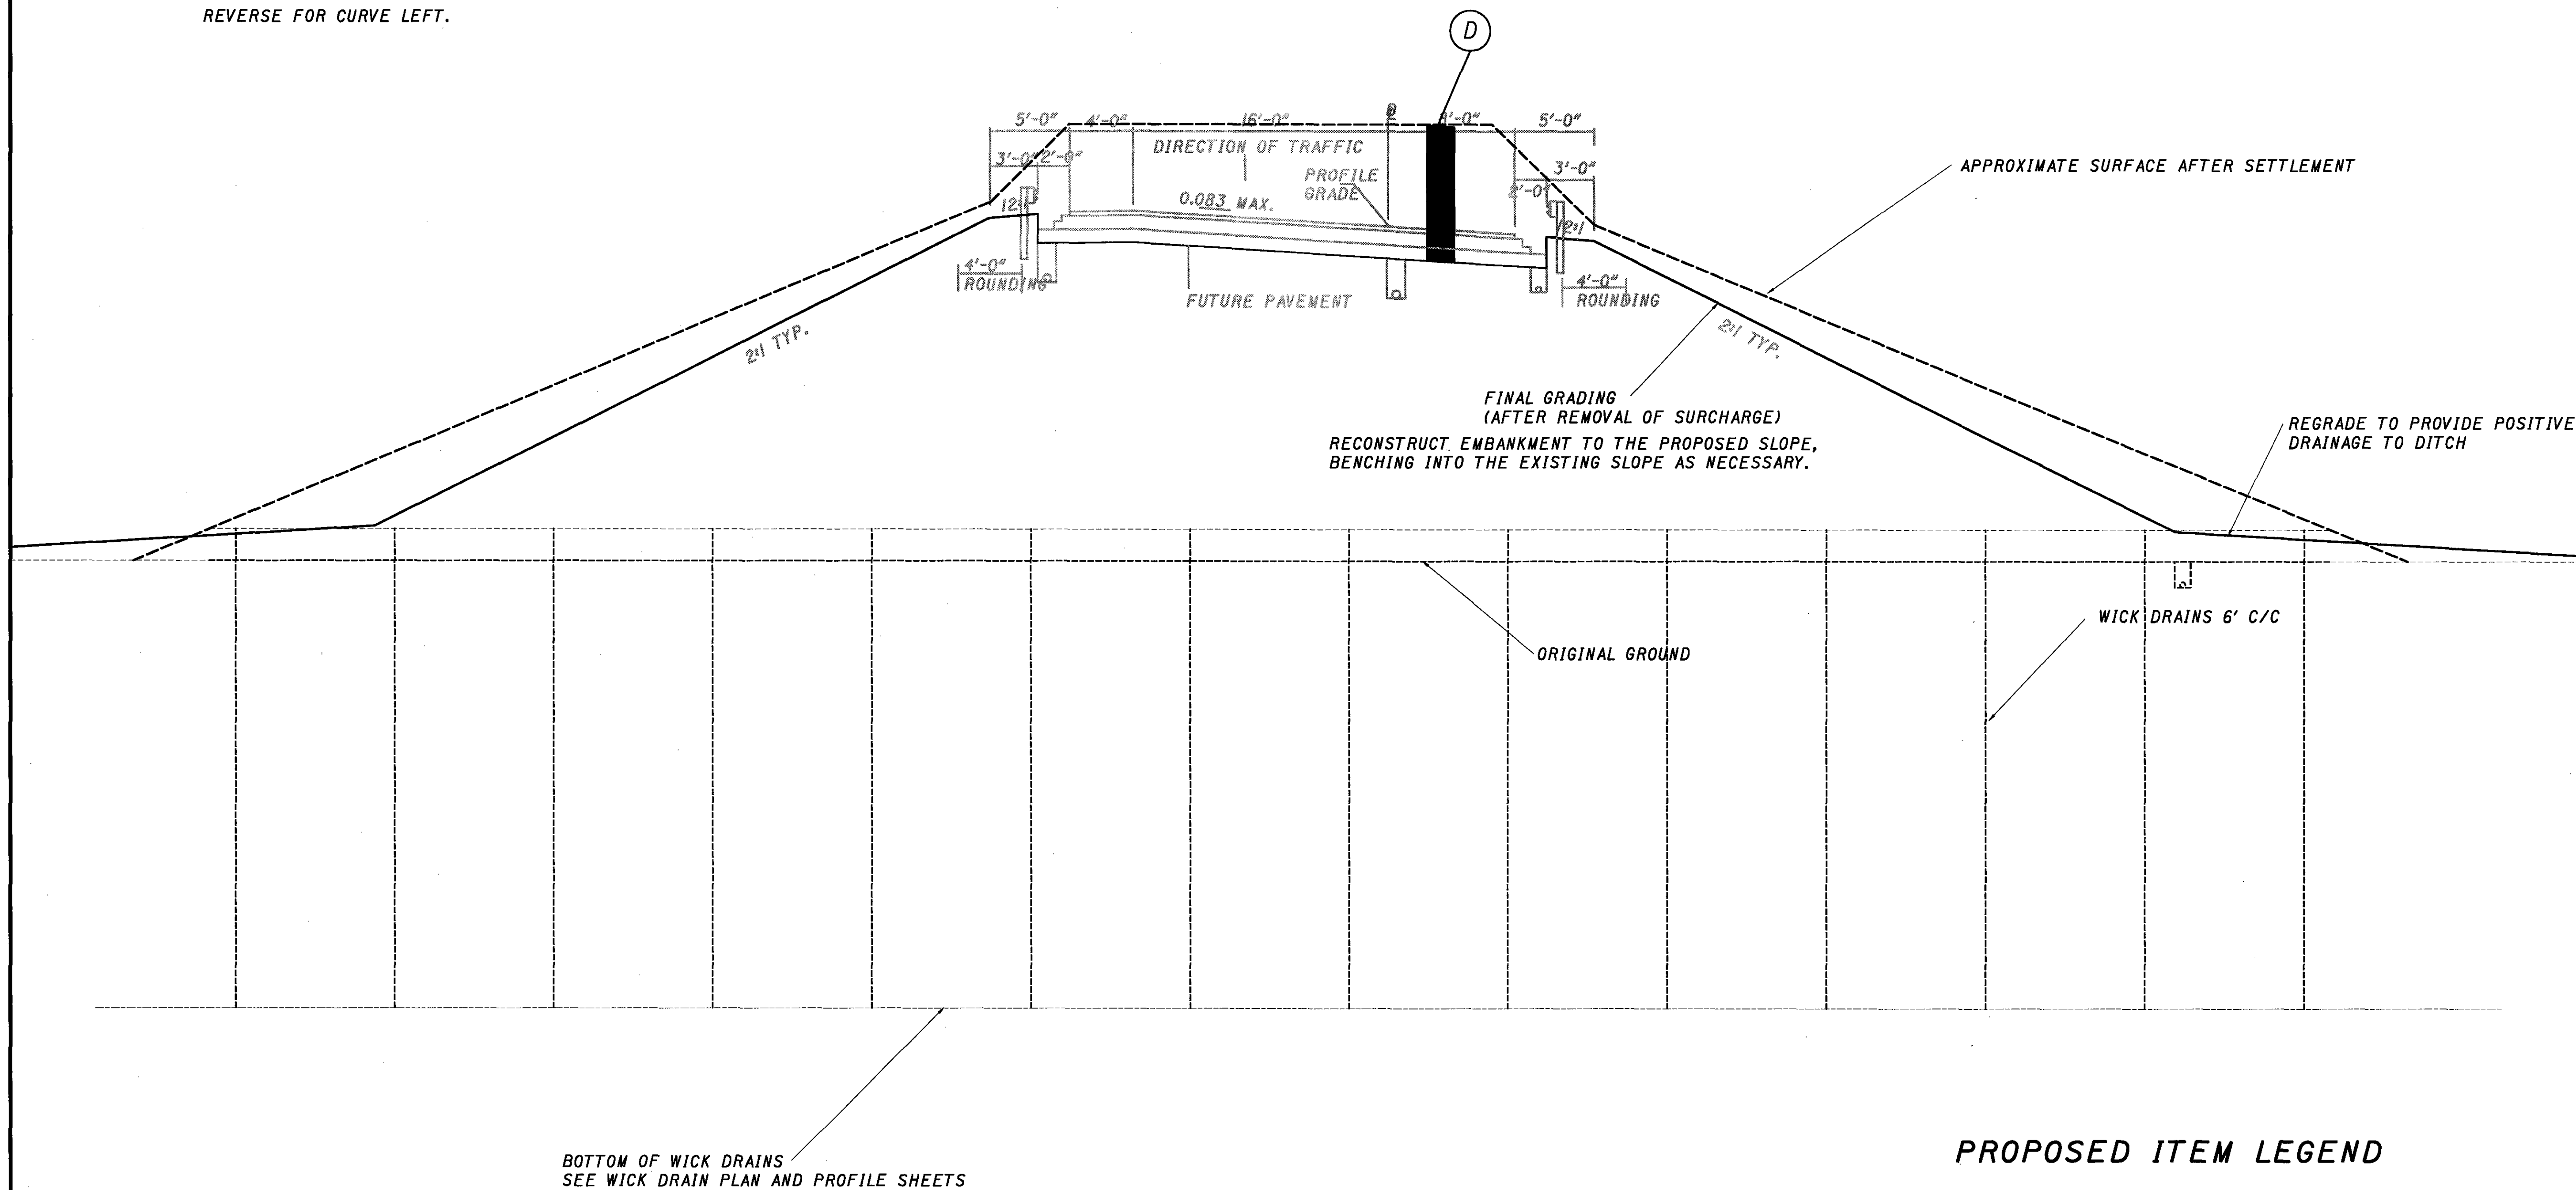 REVERSE FOR CURVE LEFT.
D
5'-0" 4'-0" 16'-0" 8'-0" 5'-0"
DIRECTION OF TRAFFIC
3'-0" 2'-0" 2'-0" 3'-0"
PROFILE
GRADE
0.083 MAX.
12:1
12:1
4'-0"
ROUNDING
4'-0"
ROUNDING
FUTURE PAVEMENT
APPROXIMATE SURFACE AFTER SETTLEMENT
2:1 TYP.
2:1 TYP.
FINAL GRADING
(AFTER REMOVAL OF SURCHARGE)
RECONSTRUCT EMBANKMENT TO THE PROPOSED SLOPE,
BENCHING INTO THE EXISTING SLOPE AS NECESSARY.
REGRADE TO PROVIDE POSITIVE
DRAINAGE TO DITCH
WICK DRAINS 6' C/C
ORIGINAL GROUND
BOTTOM OF WICK DRAINS
SEE WICK DRAIN PLAN AND PROFILE SHEETS
PROPOSED ITEM LEGEND